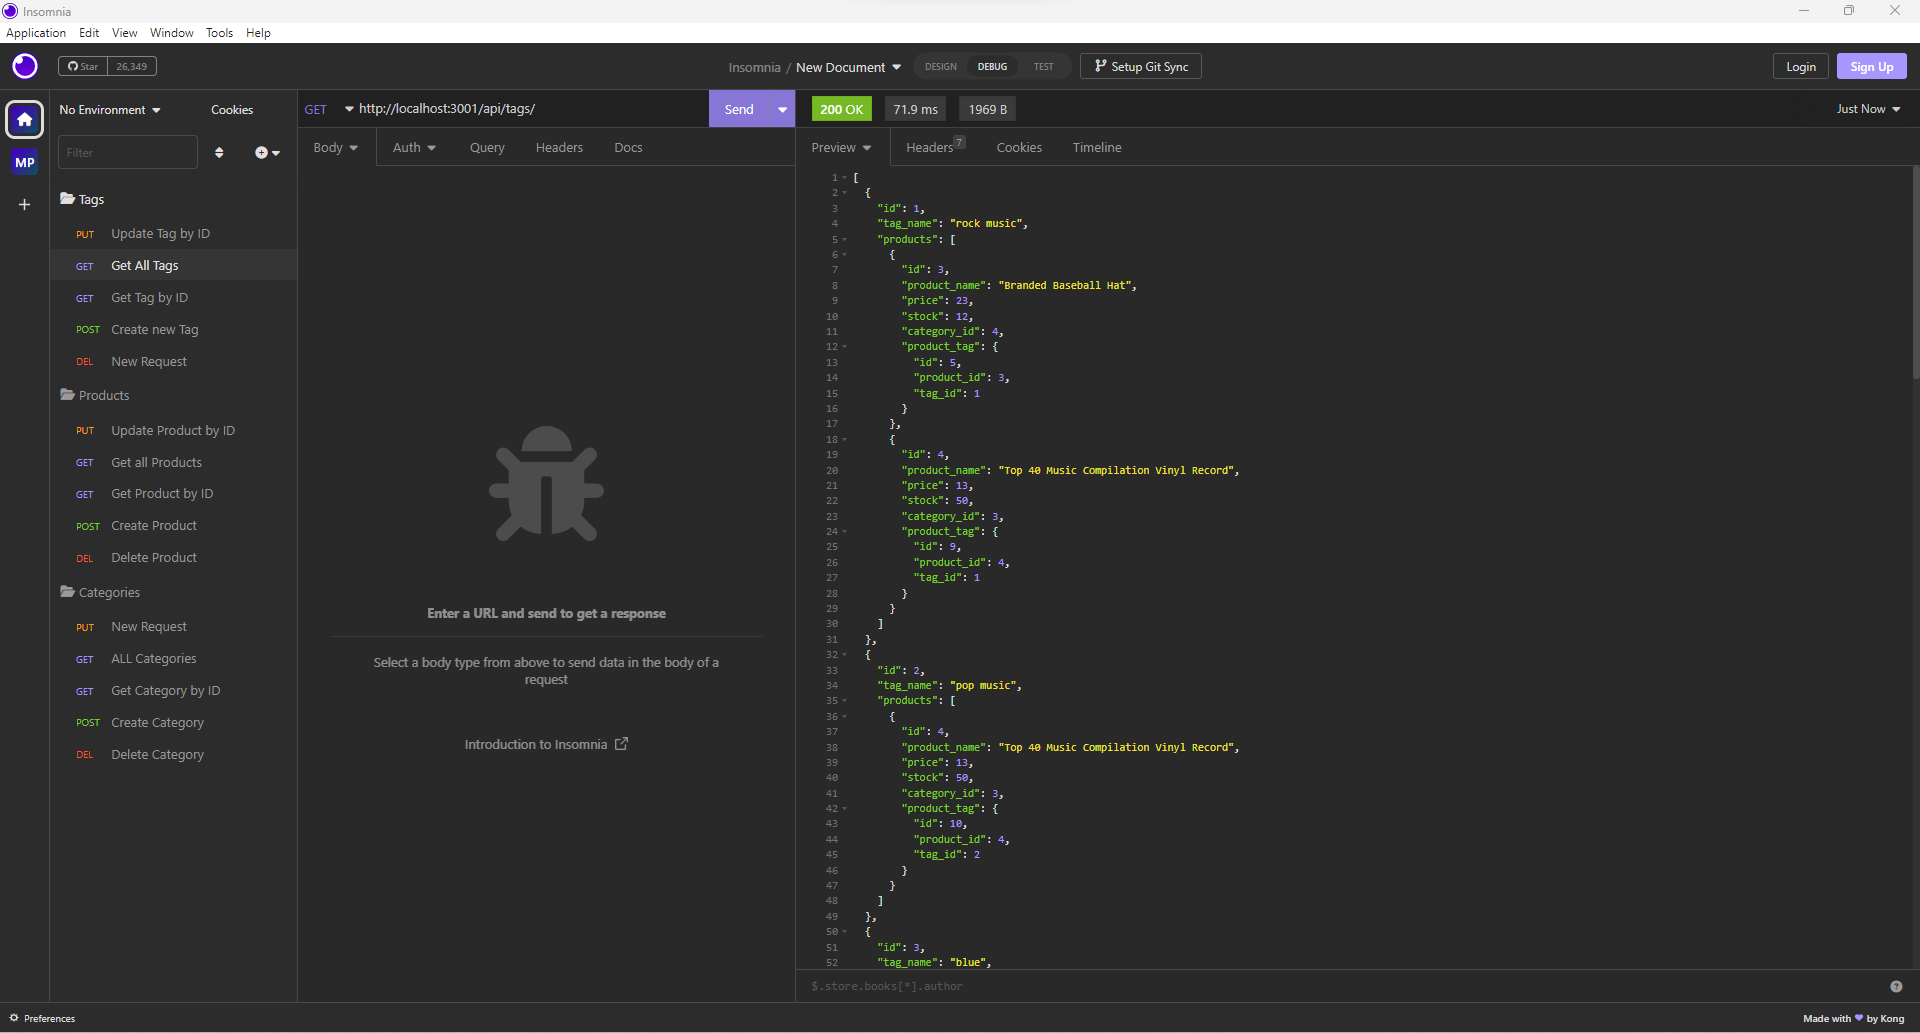 Insomnia
Application Edit View Window Tools Help
Star 26,349
Insomnia / New Document
DESIGN DEBUG TEST
Setup Git Sync
Login
Sign Up
MP
No Environment
Cookies
Filter
Tags
PUT Update Tag by ID
GET Get All Tags
GET Get Tag by ID
POST Create new Tag
DEL New Request
Products
PUT Update Product by ID
GET Get all Products
GET Get Product by ID
POST Create Product
DEL Delete Product
Categories
PUT New Request
GET ALL Categories
GET Get Category by ID
POST Create Category
DEL Delete Category
GET http://localhost:3001/api/tags/
Send
Body Auth Query Headers Docs
Enter a URL and send to get a response
Select a body type from above to send data in the body of a
request
Introduction to Insomnia
200 OK 71.9 ms 1969 B
Just Now
Preview Headers 7 Cookies Timeline
1 [
2 {
3 "id": 1,
4 "tag_name": "rock music",
5 "products": [
6 {
7 "id": 3,
8 "product_name": "Branded Baseball Hat",
9 "price": 23,
10 "stock": 12,
11 "category_id": 4,
12 "product_tag": {
13 "id": 5,
14 "product_id": 3,
15 "tag_id": 1
16 }
17 },
18 {
19 "id": 4,
20 "product_name": "Top 40 Music Compilation Vinyl Record",
21 "price": 13,
22 "stock": 50,
23 "category_id": 3,
24 "product_tag": {
25 "id": 9,
26 "product_id": 4,
27 "tag_id": 1
28 }
29 }
30 ]
31 },
32 {
33 "id": 2,
34 "tag_name": "pop music",
35 "products": [
36 {
37 "id": 4,
38 "product_name": "Top 40 Music Compilation Vinyl Record",
39 "price": 13,
40 "stock": 50,
41 "category_id": 3,
42 "product_tag": {
43 "id": 10,
44 "product_id": 4,
45 "tag_id": 2
46 }
47 }
48 ]
49 },
50 {
51 "id": 3,
52 "tag_name": "blue",
$.store.books[*].author
Preferences
Made with ♥ by Kong